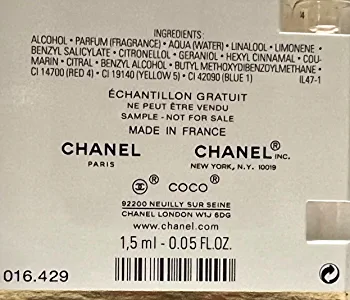 INGREDIENTS:
ALCOHOL • PARFUM (FRAGRANCE) • AQUA (WATER) • LINALOOL • LIMONENE •
BENZYL SALICYLATE • CITRONELLOL • GERANIOL • HEXYL CINNAMAL • COU-
MARIN • CITRAL • BENZYL ALCOHOL • BUTYL METHOXYDIBENZOYLMETHANE •
CI 14700 (RED 4) • CI 19140 (YELLOW 5) • CI 42090 (BLUE 1) IL47-1
ÉCHANTILLON GRATUIT
NE PEUT ÊTRE VENDU
SAMPLE - NOT FOR SALE
MADE IN FRANCE
CHANEL CHANEL® INC.
PARIS NEW YORK, N.Y. 10019
® COCO®
92200 NEUILLY SUR SEINE
CHANEL LONDON W1J 6DG
www.chanel.com
1,5 ml - 0.05 FL.OZ.
016.429